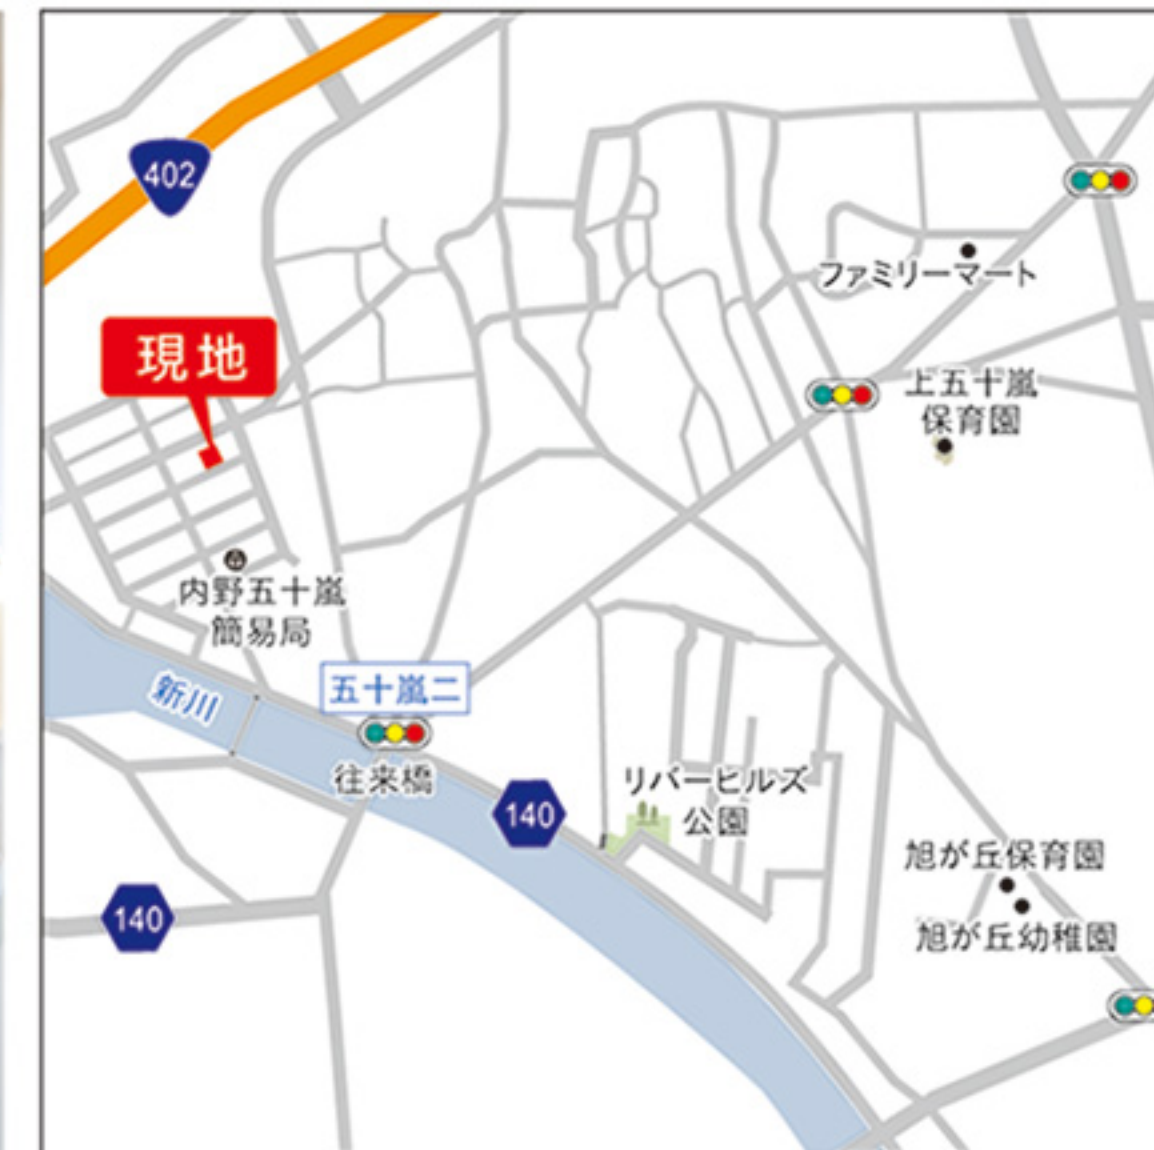 402
ファミリーマート
現地
上五十嵐
保育園
内野五十嵐
簡易局
五十嵐二
新川
往来橋
140
リバーヒルズ
公園
旭が丘保育園
140
旭が丘幼稚園